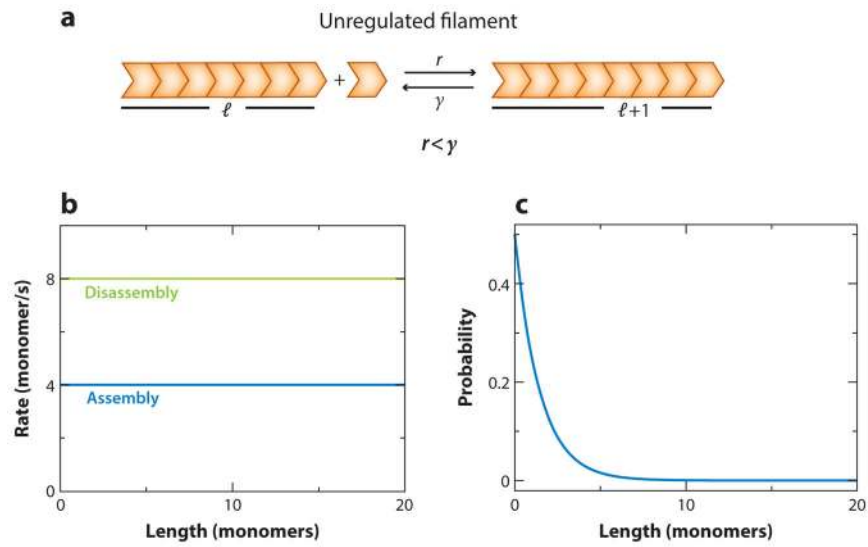 a
Unregulated filament
+
r
γ
ℓ
ℓ+1
r < γ
b
Rate (monomer/s)
8
4
0
Disassembly
Assembly
0
10
20
Length (monomers)
c
Probability
0.4
0.2
0
0
10
20
Length (monomers)